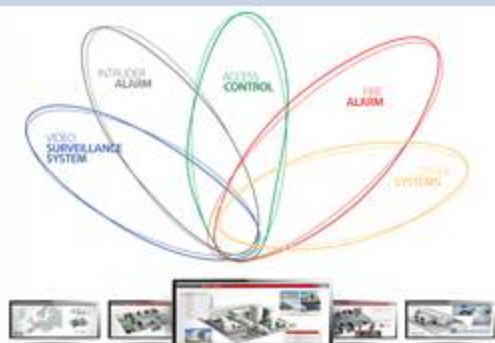 INTRUDER
ALARM
ACCESS
CONTROL
FIRE
ALARM
VIDEO
SURVEILLANCE
SYSTEM
SYSTEMS